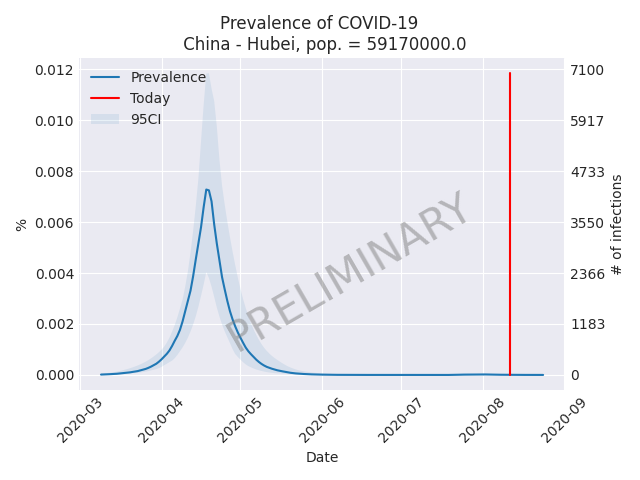 Prevalence of COVID-19
China - Hubei, pop. = 59170000.0
Prevalence
Today
95CI
0.012
0.010
0.008
0.006
0.004
0.002
0.000
%
7100
5917
4733
3550
2366
1183
0
# of infections
PRELIMINARY
2020-03
2020-04
2020-05
2020-06
2020-07
2020-08
2020-09
Date